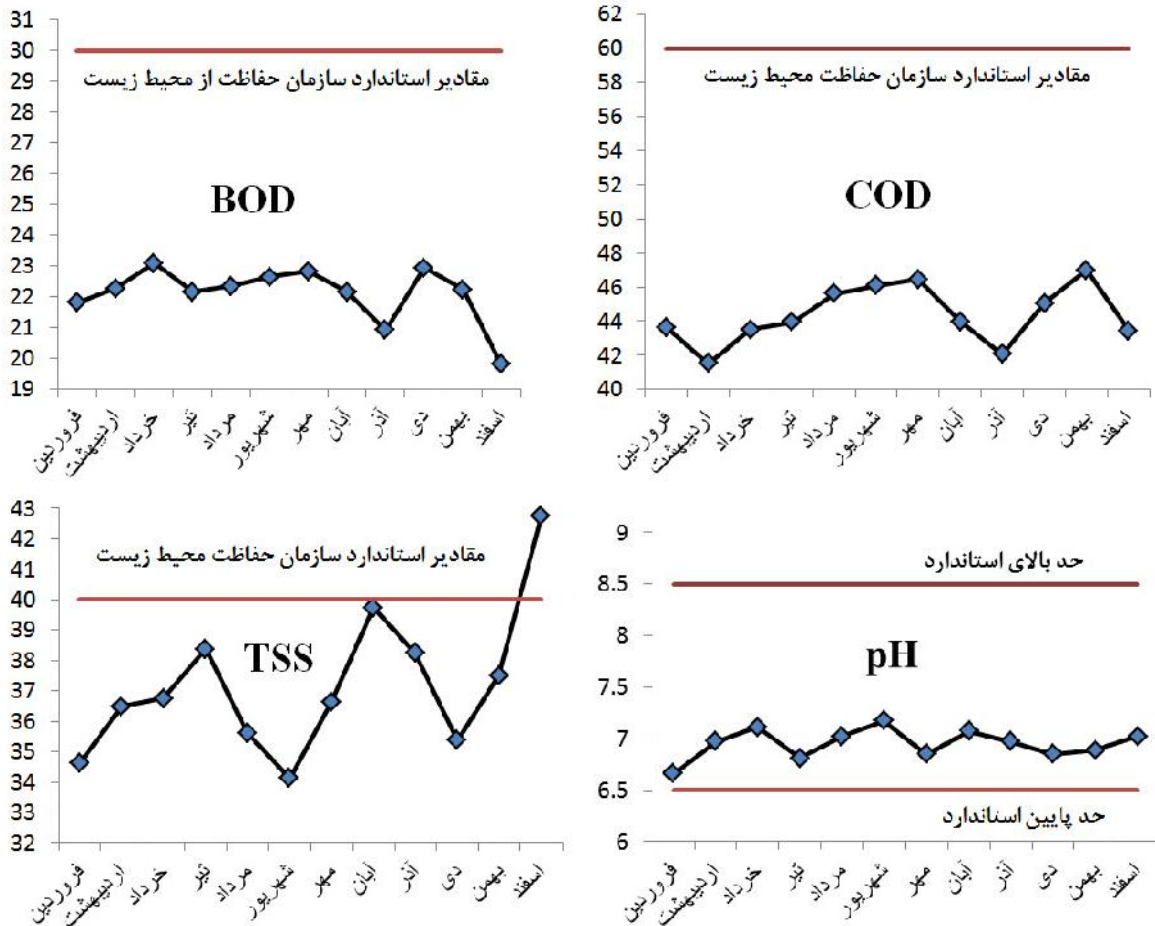 31
30
29
28
27
26
25
24
23
22
21
20
19
مقادیر استاندارد سازمان حفاظت از محیط زیست
BOD
فروردین
اردیبهشت
خرداد
تیر
مرداد
شهریور
مهر
آبان
آذر
دی
بهمن
اسفند
62
60
58
56
54
52
50
48
46
44
42
40
مقادیر استاندارد سازمان حفاظت محیط زیست
COD
فروردین
اردیبهشت
خرداد
تیر
مرداد
شهریور
مهر
آبان
آذر
دی
بهمن
اسفند
43
42
41
40
39
38
37
36
35
34
33
32
مقادیر استاندارد سازمان حفاظت محیط زیست
TSS
فروردین
اردیبهشت
خرداد
تیر
مرداد
شهریور
مهر
آبان
آذر
دی
بهمن
اسفند
9
8.5
8
7.5
7
6.5
6
حد بالای استاندارد
pH
حد پایین استاندارد
فروردین
اردیبهشت
خرداد
تیر
مرداد
شهریور
مهر
آبان
آذر
دی
بهمن
اسفند